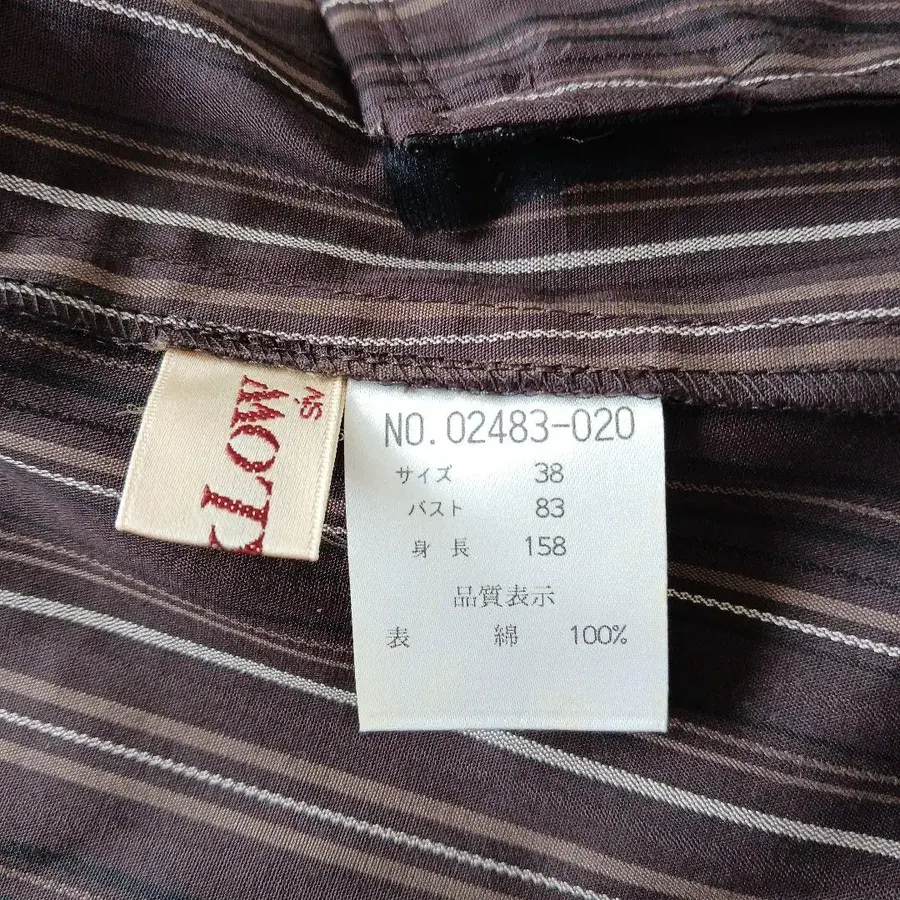 NO. 02483-020
サイズ 38
バスト 83
身長 158
品質表示
表 綿 100%